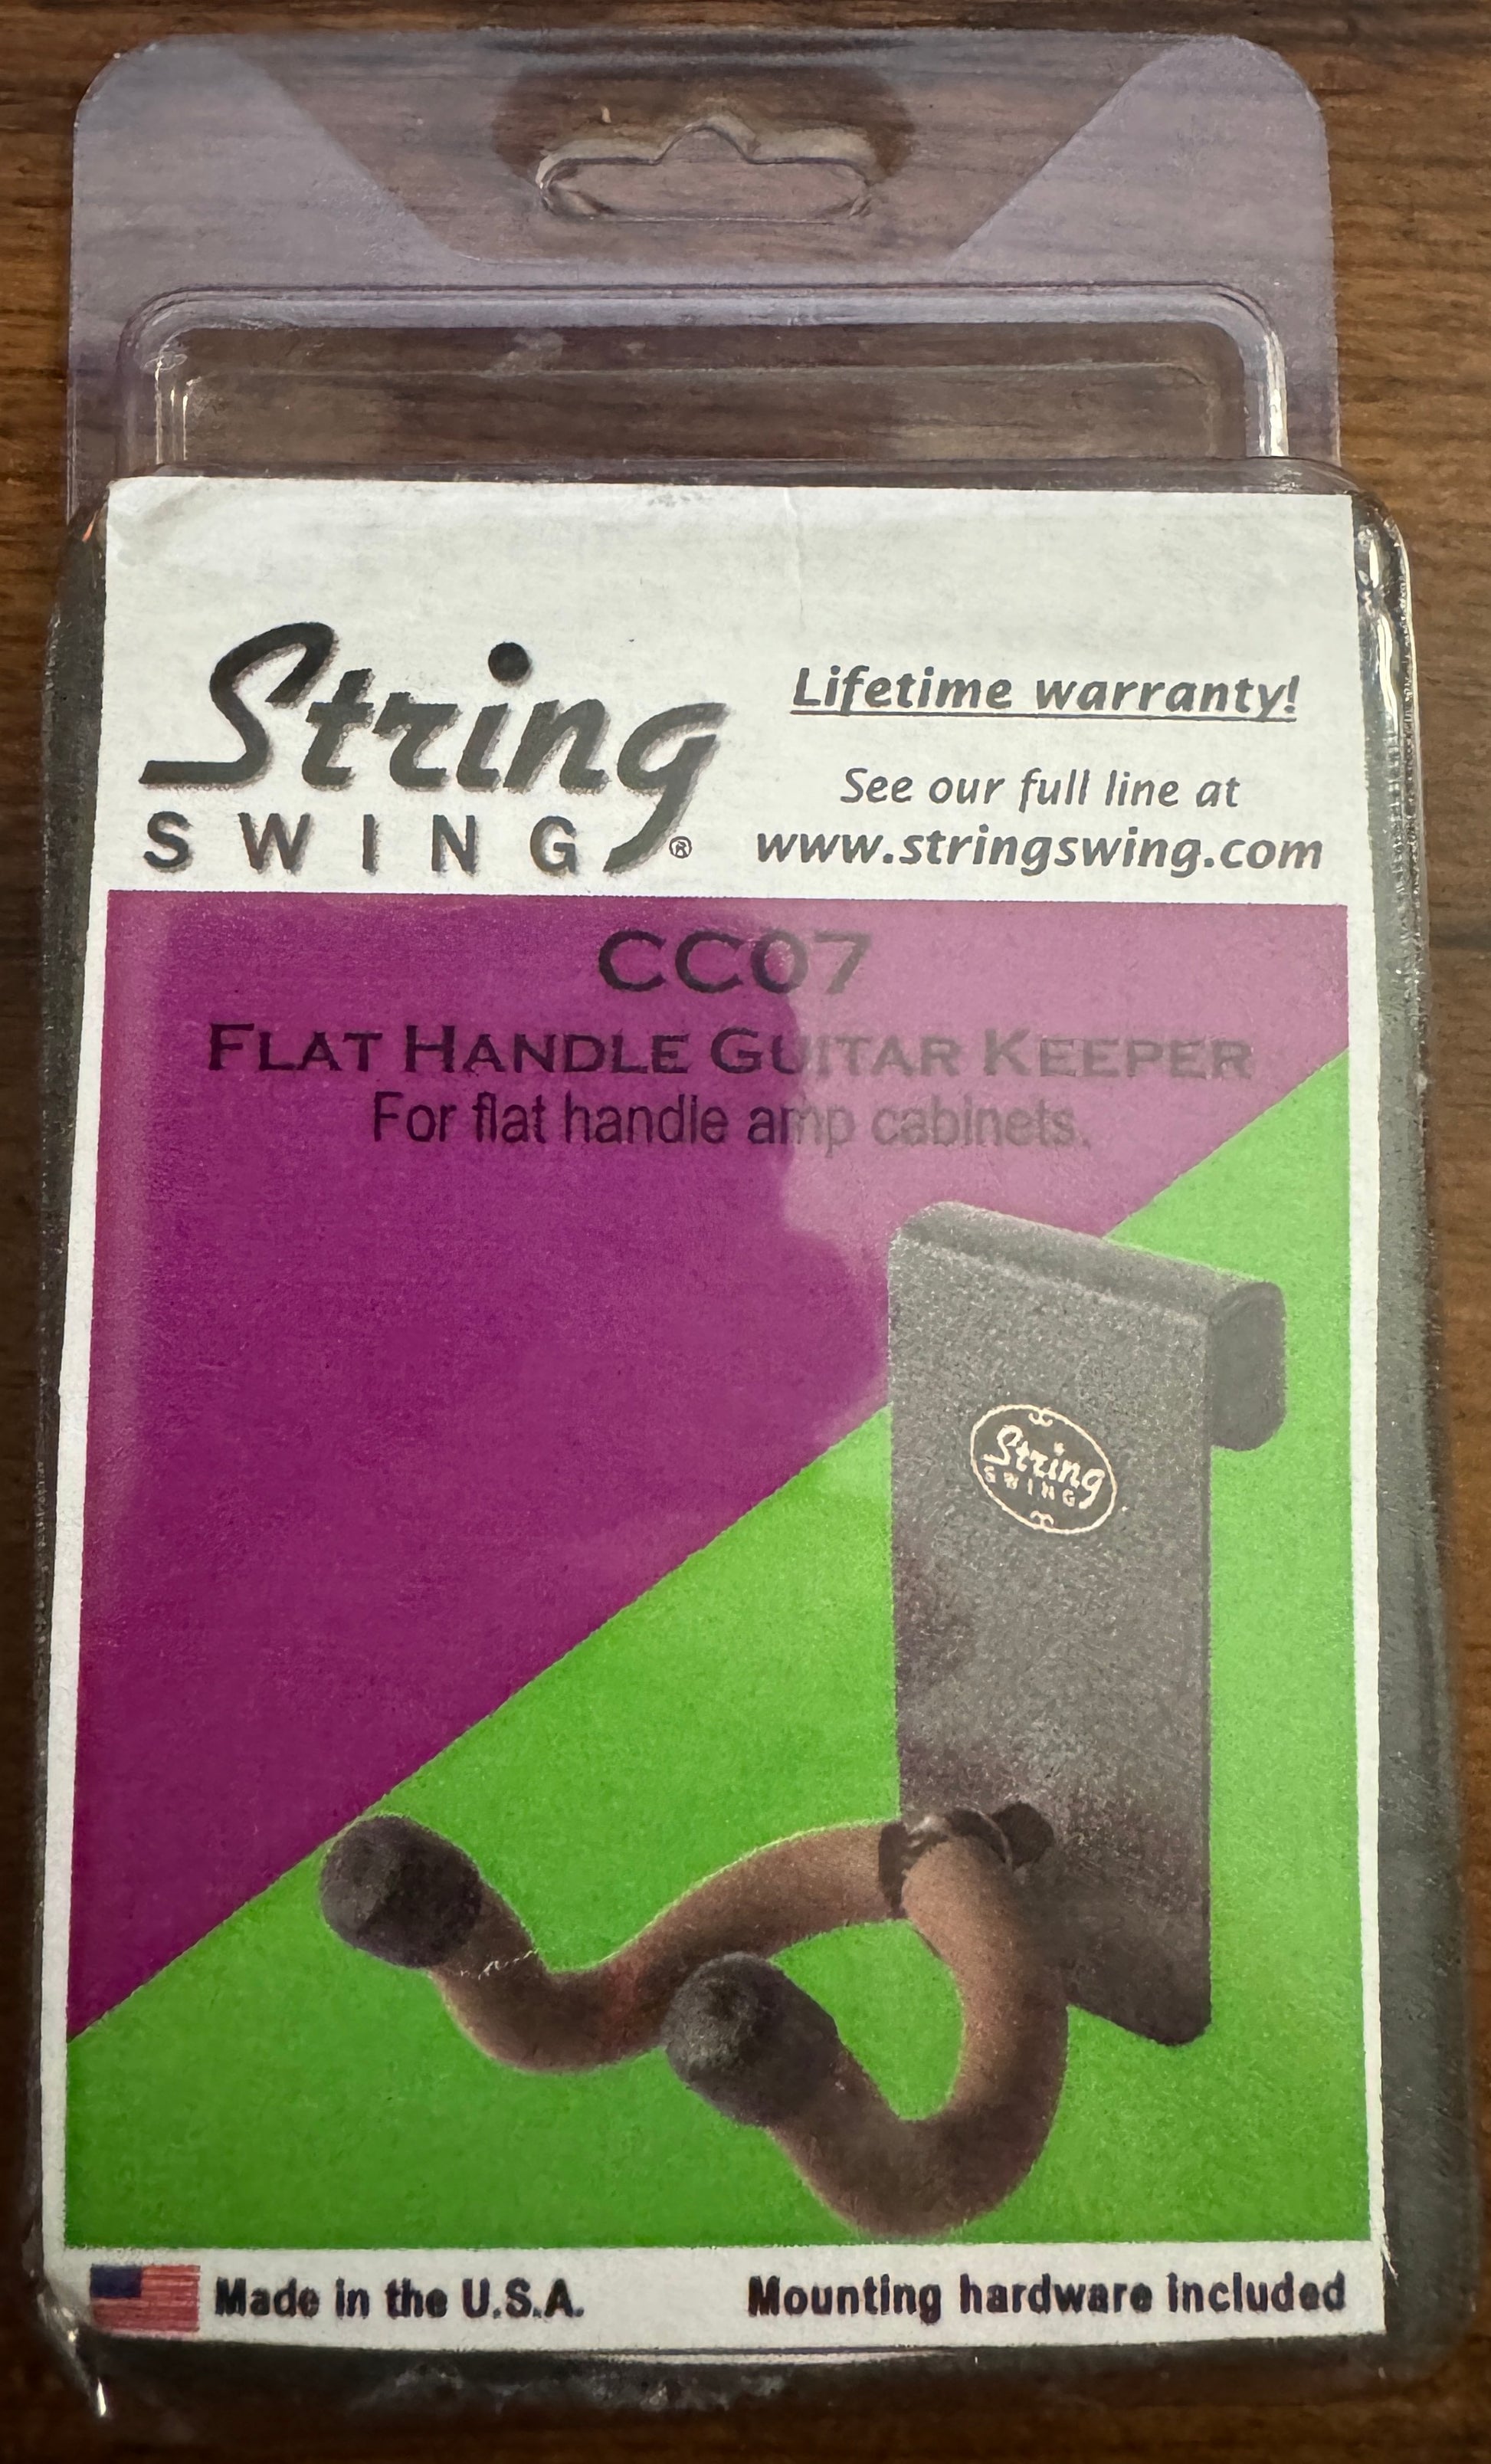 String
SWING®
Lifetime warranty!
See our full line at
www.stringswing.com
CC07
FLAT HANDLE GUITAR KEEPER
For flat handle amp cabinets.
String
SWING
Made in the U.S.A.
Mounting hardware included